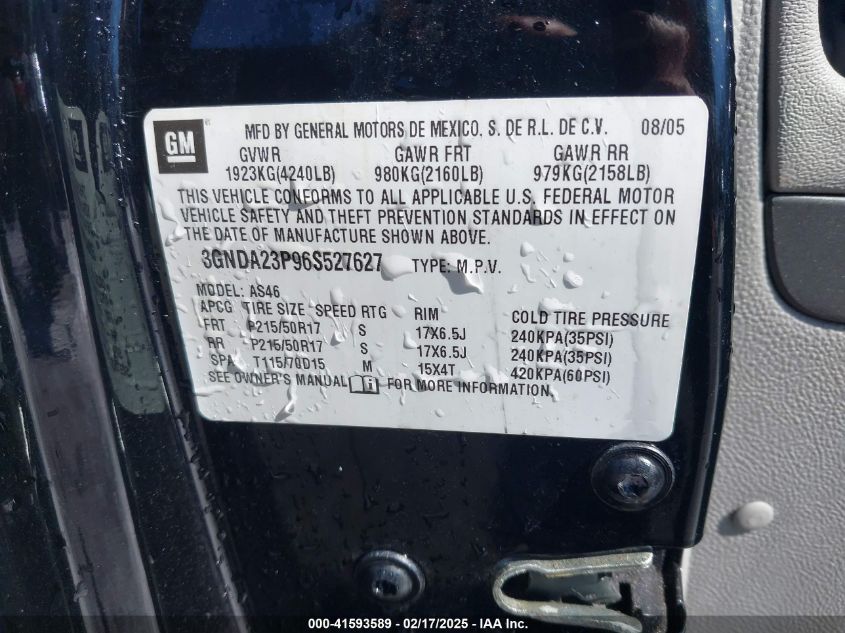 GM
MFD BY GENERAL MOTORS DE MEXICO. S. DE R.L. DE C.V. 08/05
GVWR GAWR FRT GAWR RR
1923KG(4240LB) 980KG(2160LB) 979KG(2158LB)
THIS VEHICLE CONFORMS TO ALL APPLICABLE U.S. FEDERAL MOTOR
VEHICLE SAFETY AND THEFT PREVENTION STANDARDS IN EFFECT ON
THE DATE OF MANUFACTURE SHOWN ABOVE.
3GNDA23P96S527627 TYPE: M.P.V.
MODEL: AS46
APCG TIRE SIZE SPEED RTG RIM COLD TIRE PRESSURE
FRT P215/50R17 S 17X6.5J 240KPA(35PSI)
RR P215/50R17 S 17X6.5J 240KPA(35PSI)
SPA T115/70D15 M 15X4T 420KPA(60PSI)
SEE OWNER'S MANUAL FOR MORE INFORMATION
000-41593589 - 02/17/2025 - IAA Inc.